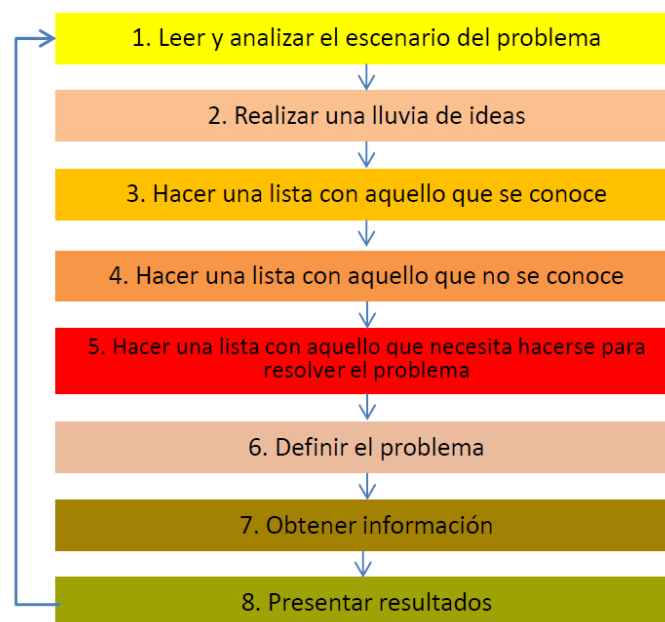 1. Leer y analizar el escenario del problema
2. Realizar una lluvia de ideas
3. Hacer una lista con aquello que se conoce
4. Hacer una lista con aquello que no se conoce
5. Hacer una lista con aquello que necesita hacerse para
resolver el problema
6. Definir el problema
7. Obtener información
8. Presentar resultados